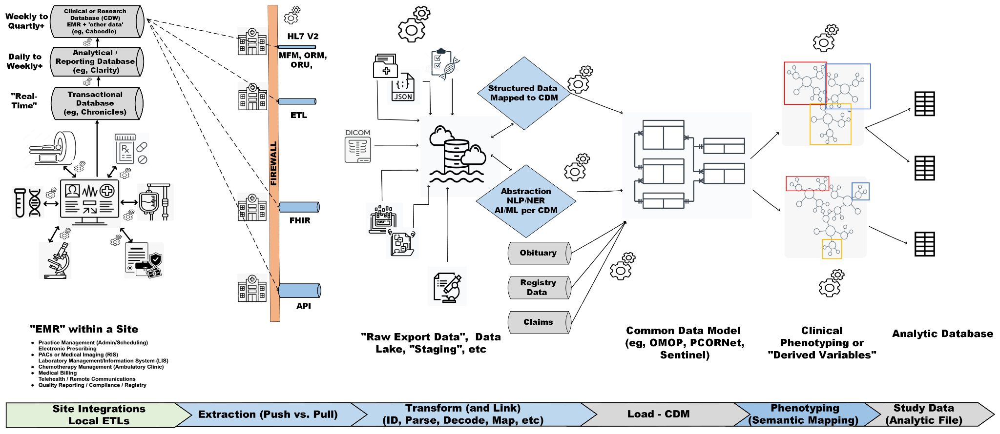 Weekly to
Quartly+
Clinical or Research
Database (CDW)
EMR + 'other data'
(eg, Caboodle)
Daily to
Weekly+
Analytical /
Reporting Database
(eg, Clarity)
"Real-
Time"
Transactional
Database
(eg, Chronicles)
Rx
"EMR" within a Site
● Practice Management (Admin/Scheduling)
Electronic Prescribing
● PACs or Medical Imaging (RIS)
Laboratory Management/Information System (LIS)
● Chemotherapy Management (Ambulatory Clinic)
● Medical Billing
Telehealth / Remote Communications
● Quality Reporting / Compliance / Registry
FIREWALL
HL7 V2
MFM, ORM,
ORU,
ETL
FHIR
API
{;}
JSON
DICOM
"Raw Export Data", Data
Lake, "Staging", etc
Structured Data
Mapped to CDM
Abstraction
NLP/NER
AI/ML per CDM
Obituary
Registry
Data
Claims
Common Data Model
(eg, OMOP, PCORNet,
Sentinel)
Clinical
Phenotyping or
"Derived Variables"
Analytic Database
Site Integrations
Local ETLs
Extraction (Push vs. Pull)
Transform (and Link)
(ID, Parse, Decode, Map, etc)
Load - CDM
Phenotyping
(Semantic Mapping)
Study Data
(Analytic File)